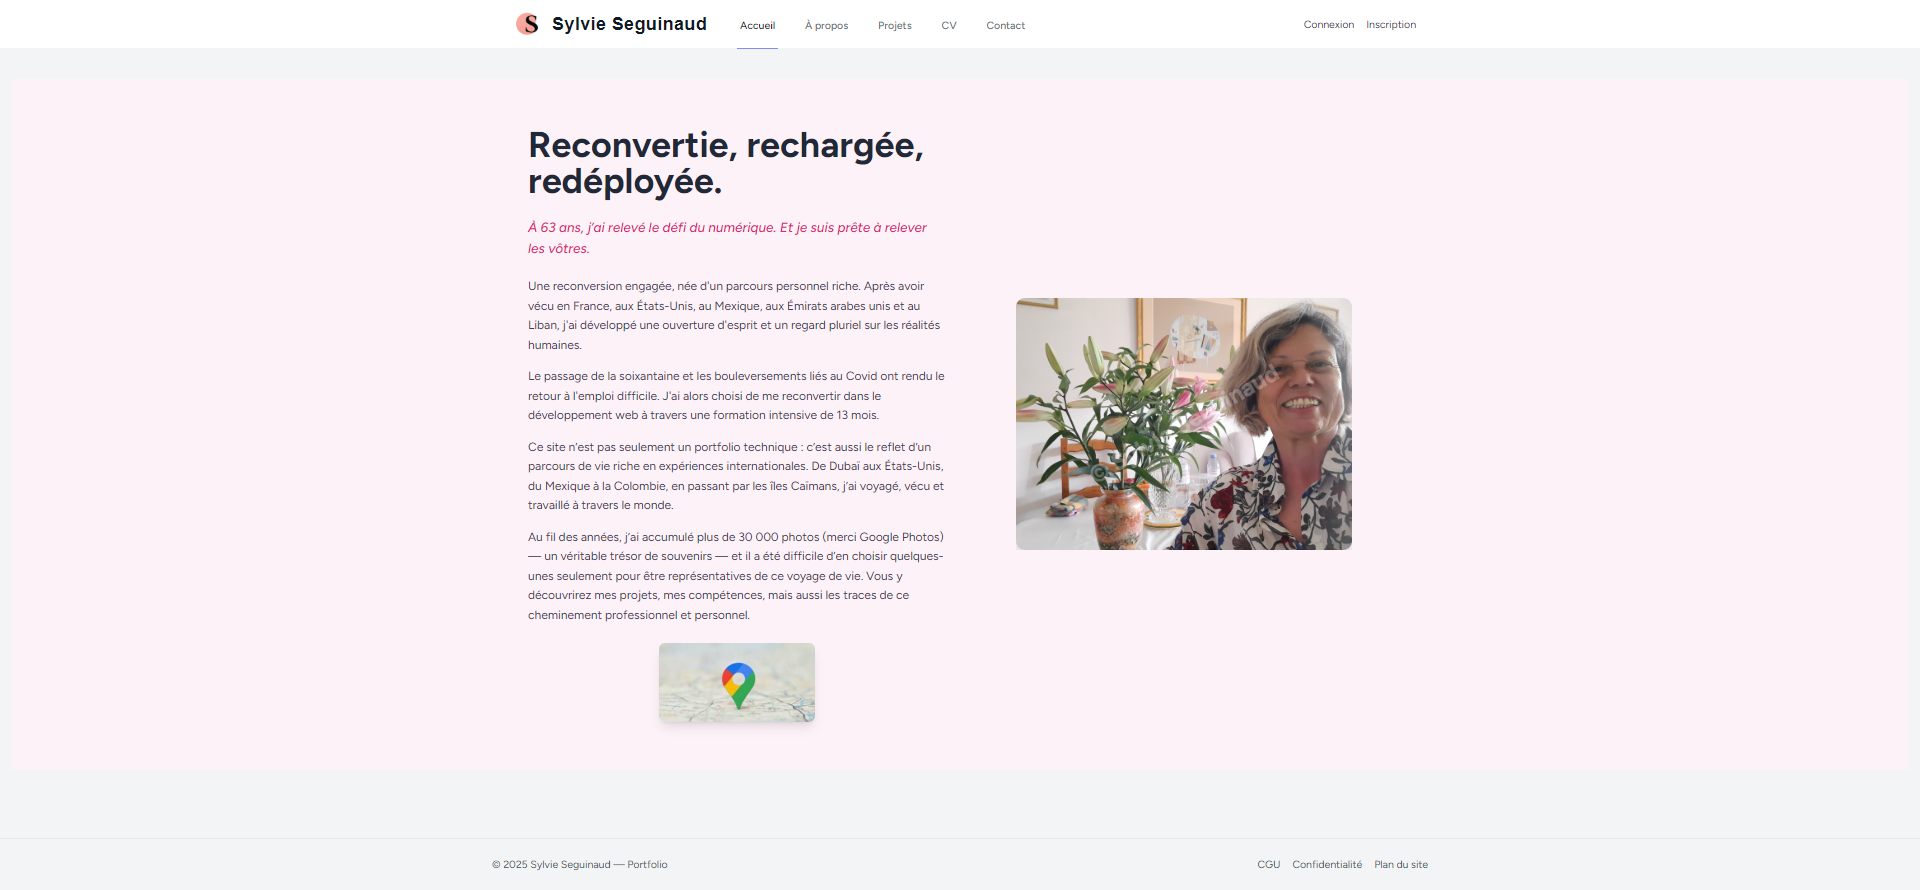 S Sylvie Seguinaud Accueil À propos Projets CV Contact Connexion Inscription
Reconvertie, rechargée,
redéployée.
À 63 ans, j'ai relevé le défi du numérique. Et je suis prête à relever
les vôtres.
Une reconversion engagée, née d'un parcours personnel riche. Après avoir
vécu en France, aux États-Unis, au Mexique, aux Émirats arabes unis et au
Liban, j'ai développé une ouverture d'esprit et un regard pluriel sur les réalités
humaines.
Le passage de la soixantaine et les bouleversements liés au Covid ont rendu le
retour à l'emploi difficile. J'ai alors choisi de me reconvertir dans le
développement web à travers une formation intensive de 13 mois.
Ce site n'est pas seulement un portfolio technique : c'est aussi le reflet d'un
parcours de vie riche en expériences internationales. De Dubaï aux États-Unis,
du Mexique à la Colombie, en passant par les îles Caïmans, j'ai voyagé, vécu et
travaillé à travers le monde.
Au fil des années, j'ai accumulé plus de 30 000 photos (merci Google Photos)
— un véritable trésor de souvenirs — et il a été difficile d'en choisir quelques-
unes seulement pour être représentatives de ce voyage de vie. Vous y
découvrirez mes projets, mes compétences, mais aussi les traces de ce
cheminement professionnel et personnel.
© 2025 Sylvie Seguinaud — Portfolio CGU Confidentialité Plan du site